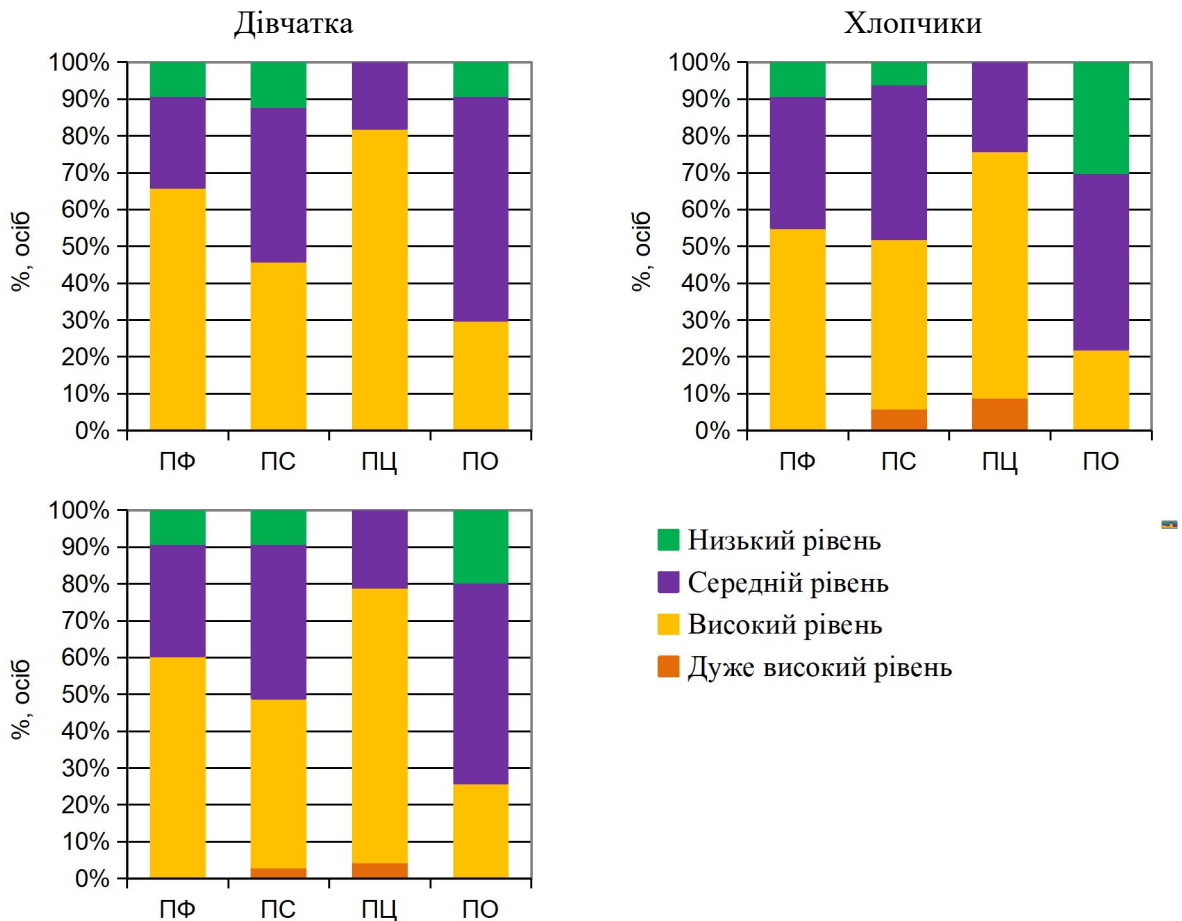 Дівчатка
100%
90%
80%
70%
60%
50%
40%
30%
20%
10%
0%
%, осіб
ПФ ПС ПЦ ПО
Хлопчики
100%
90%
80%
70%
60%
50%
40%
30%
20%
10%
0%
%, осіб
ПФ ПС ПЦ ПО
100%
90%
80%
70%
60%
50%
40%
30%
20%
10%
0%
%, осіб
ПФ ПС ПЦ ПО
Низький рівень
Середній рівень
Високий рівень
Дуже високий рівень